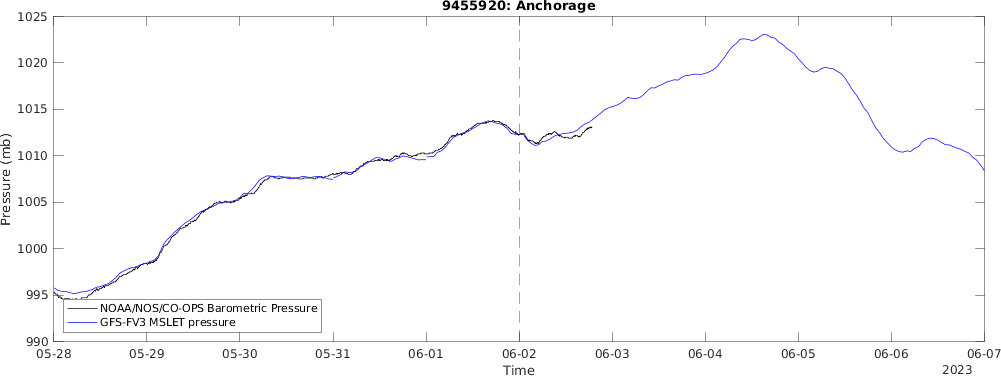 9455920: Anchorage
1025
1020
1015
1010
1005
1000
995
990
Pressure (mb)
NOAA/NOS/CO-OPS Barometric Pressure
GFS-FV3 MSLET pressure
05-28 05-29 05-30 05-31 06-01 06-02 06-03 06-04 06-05 06-06 06-07
Time
2023